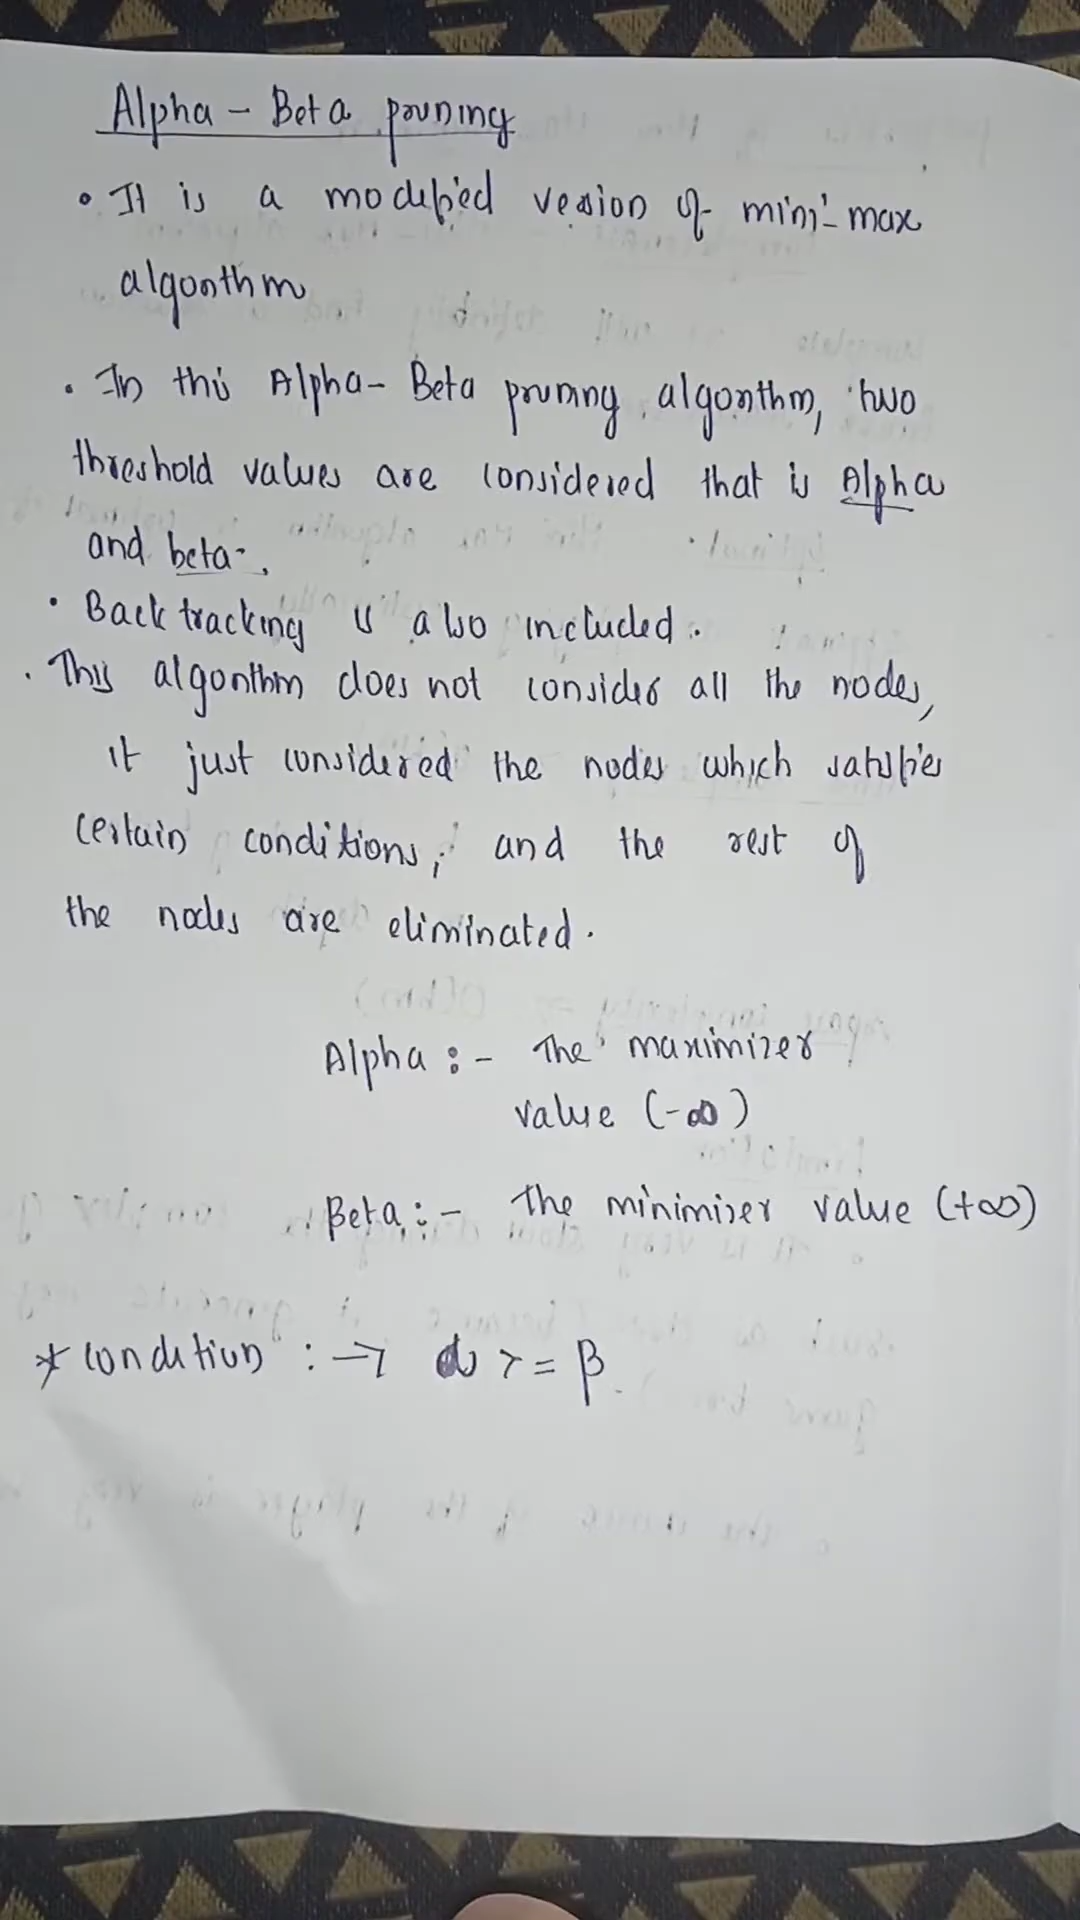 Alpha - Beta pruning
• It is a modified version of mini-max
algorithm
• In this Alpha- Beta pruning algorithm, two
threshold values are considered that is Alpha
and beta.
• Back tracking is also included.
• This algorithm does not consider all the nodes,
it just considered the nodes which satisfies
certain conditions, and the rest of
the nodes are eliminated.
Alpha :- The maximizer
value (-∞)
Beta :- The minimizer value (+∞)
* Condition :→ α >= β